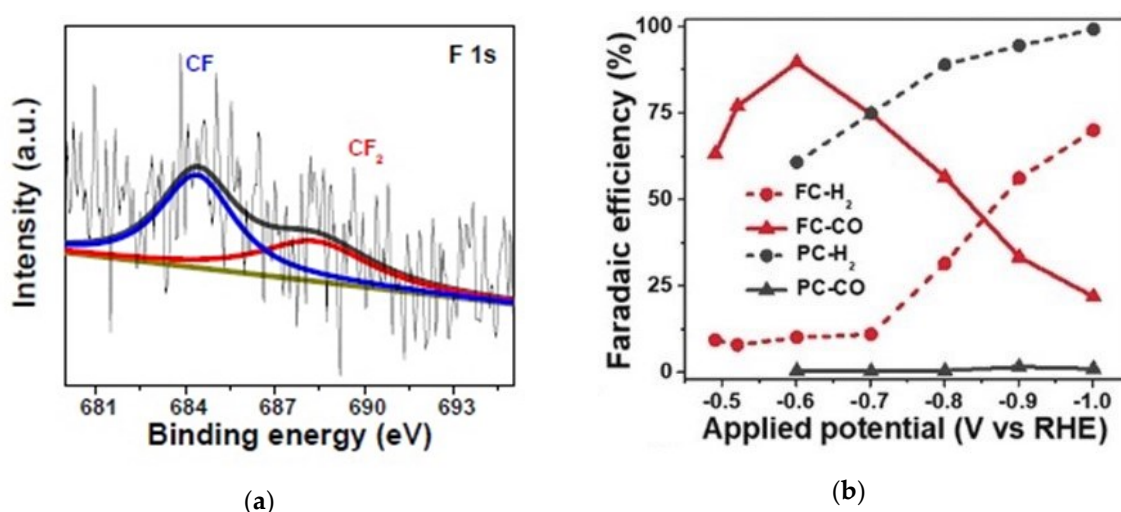 F 1s
CF
CF₂
Intensity (a.u.)
681 684 687 690 693
Binding energy (eV)
(a)
100
75
50
25
0
Faradaic efficiency (%)
FC-H₂
FC-CO
PC-H₂
PC-CO
-0.5 -0.6 -0.7 -0.8 -0.9 -1.0
Applied potential (V vs RHE)
(b)